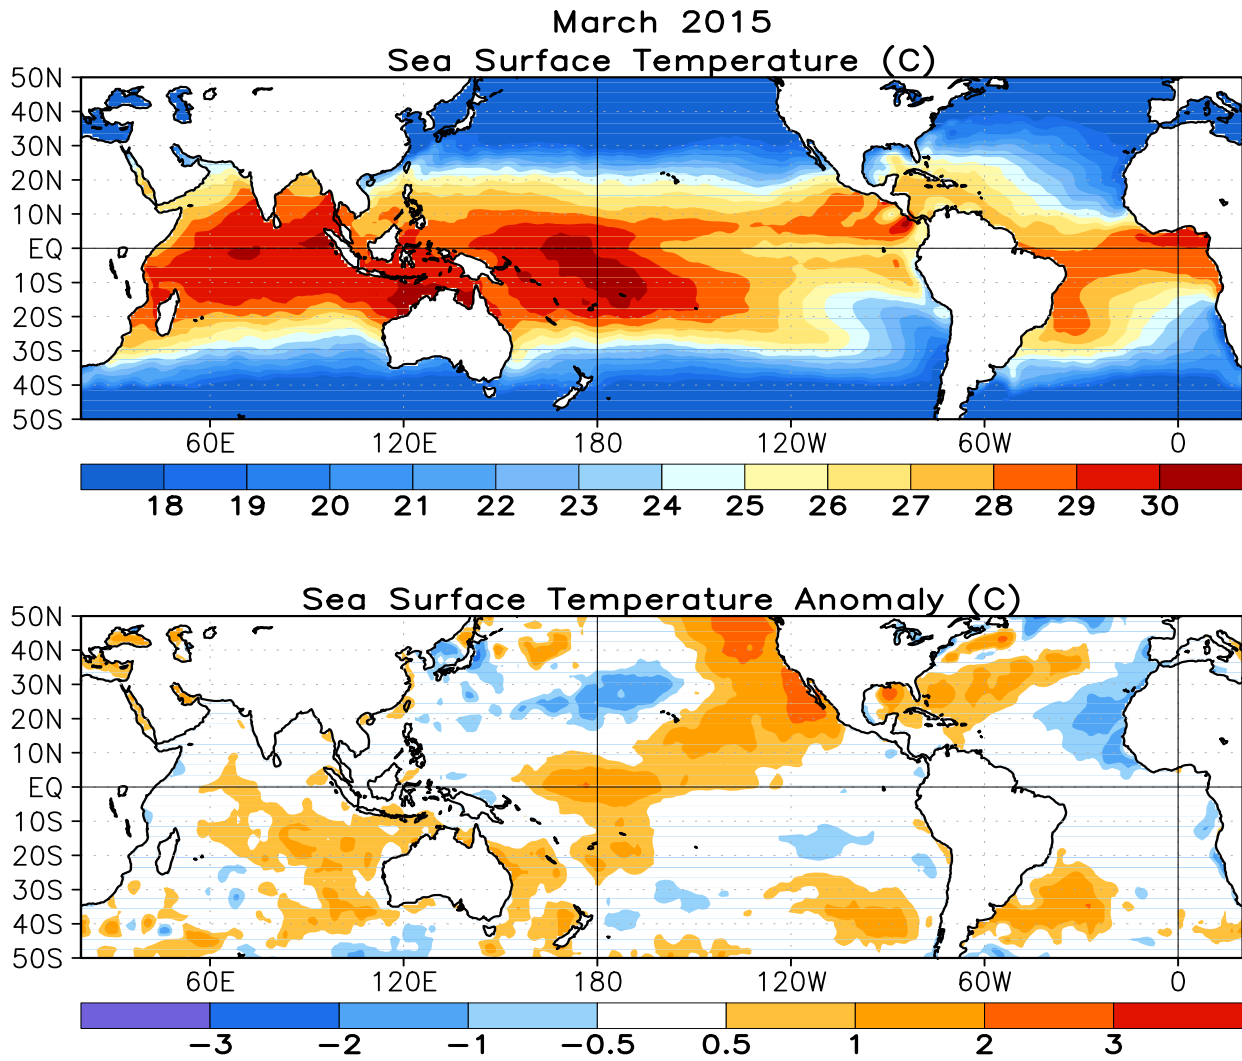 March 2015
Sea Surface Temperature (C)
50N
40N
30N
20N
10N
EQ
10S
20S
30S
40S
50S
60E 120E 180 120W 60W 0
18 19 20 21 22 23 24 25 26 27 28 29 30
Sea Surface Temperature Anomaly (C)
50N
40N
30N
20N
10N
EQ
10S
20S
30S
40S
50S
60E 120E 180 120W 60W 0
−3 −2 −1 −0.5 0.5 1 2 3